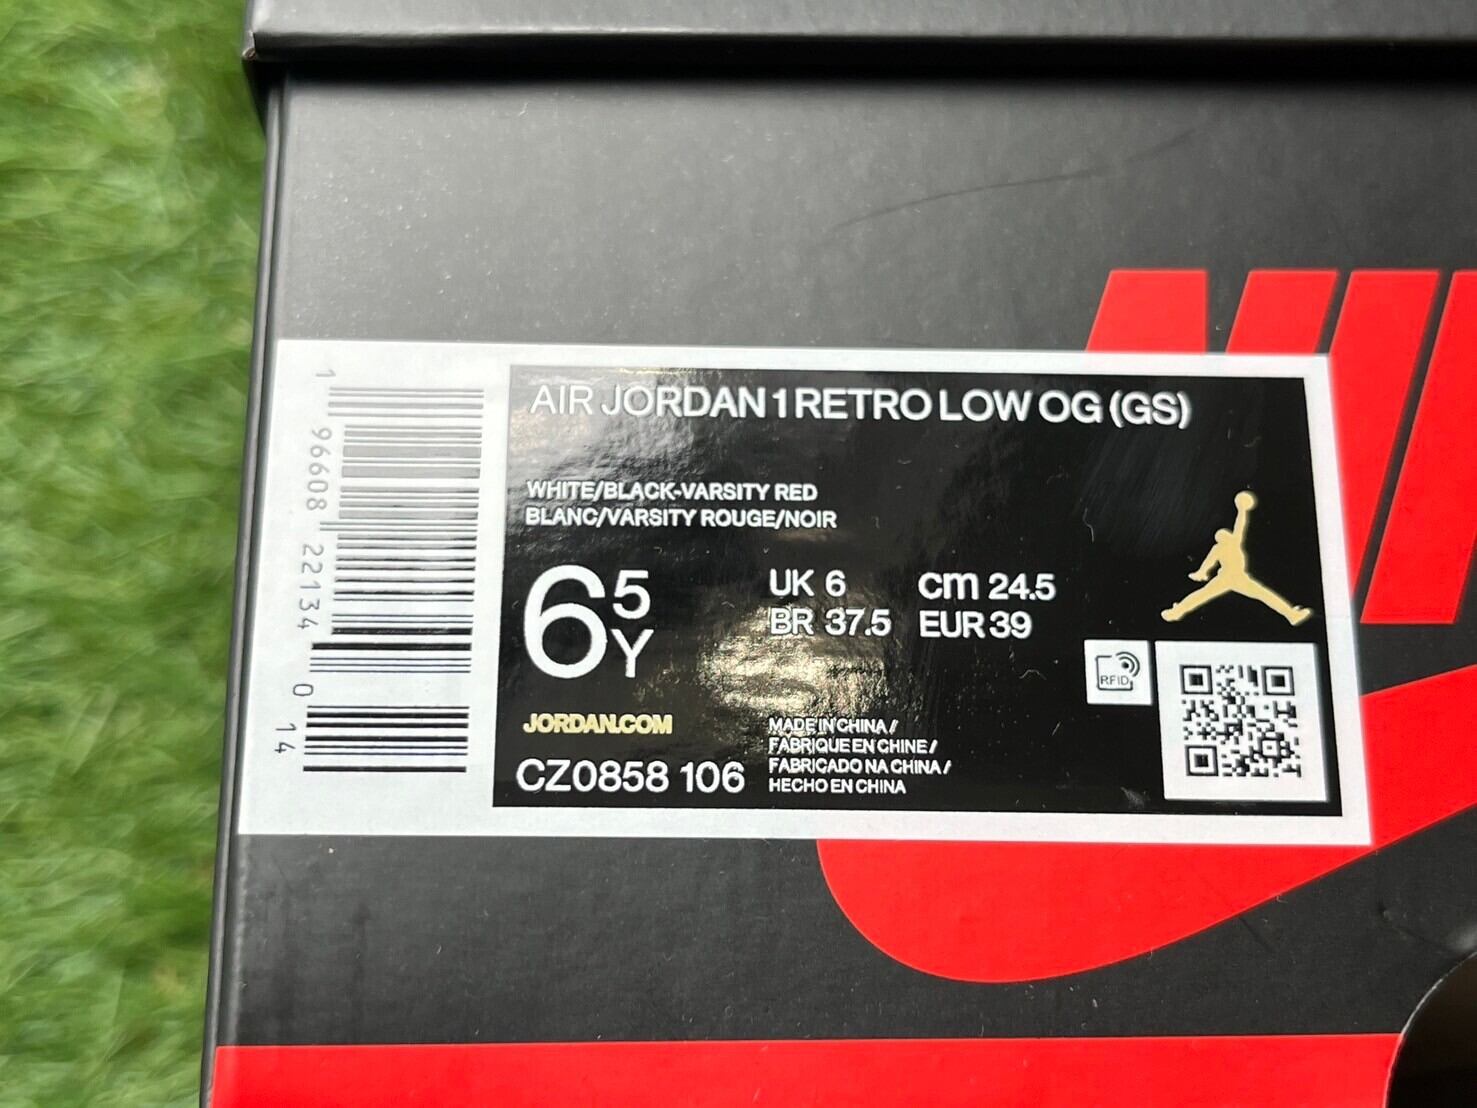 AIR JORDAN 1 RETRO LOW OG (GS)
WHITE/BLACK-VARSITY RED
BLANC/VARSITY ROUGE/NOIR
6 5 Y
UK 6 cm 24.5
BR 37.5 EUR 39
RFID
JORDAN.COM
CZ0858 106
MADE IN CHINA /
FABRIQUE EN CHINE /
FABRICADO NA CHINA /
HECHO EN CHINA
1 96608 22134 0 14